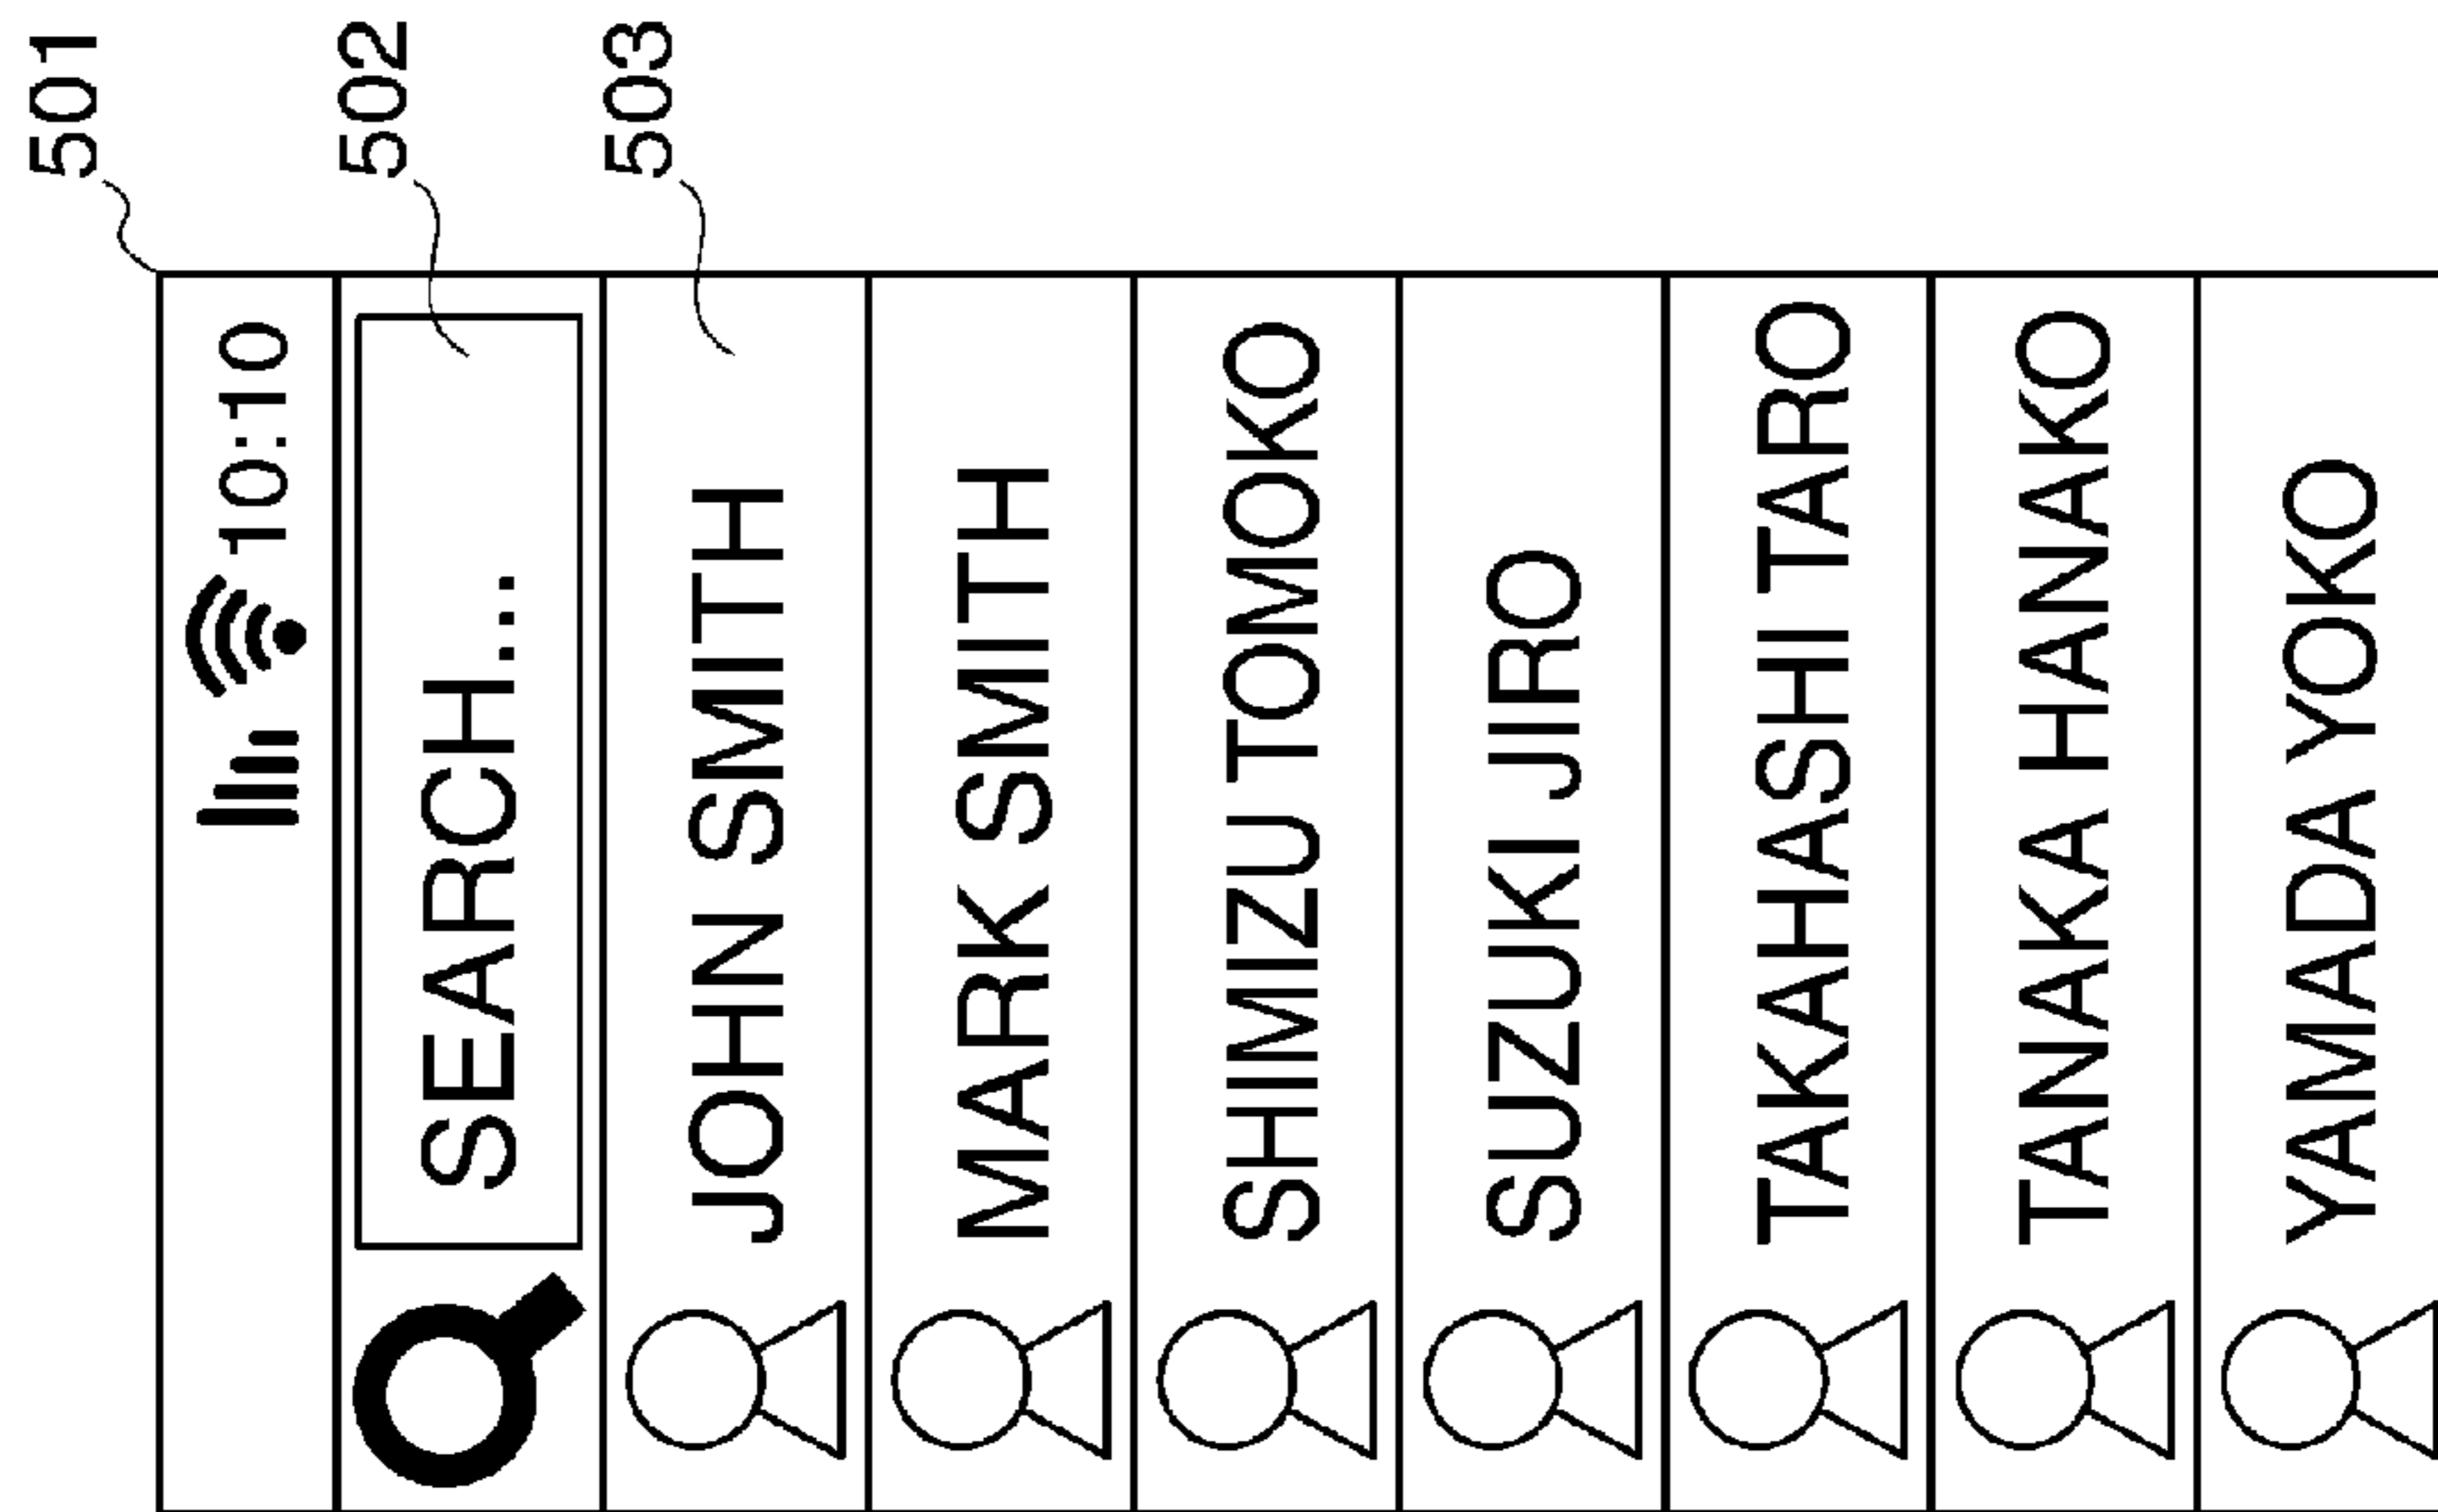 501
10:10
502
SEARCH...
503
JOHN SMITH
MARK SMITH
SHIMIZU TOMOKO
SUZUKI JIRO
TAKAHASHI TARO
TANAKA HANAKO
YAMADA YOKO